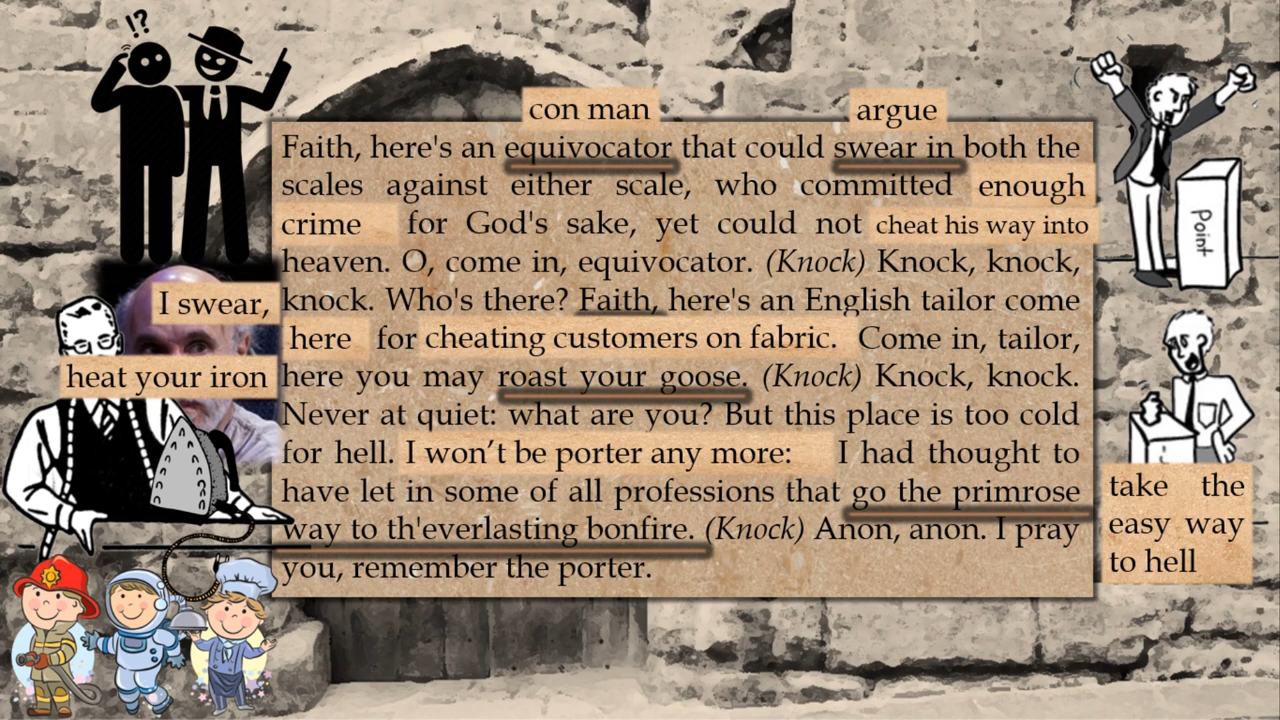 !?
con man
argue
Faith, here's an equivocator that could swear in both the
scales against either scale, who committed enough
crime for God's sake, yet could not cheat his way into
heaven. O, come in, equivocator. (Knock) Knock, knock,
I swear,
knock. Who's there? Faith, here's an English tailor come
here for cheating customers on fabric. Come in, tailor,
heat your iron
here you may roast your goose. (Knock) Knock, knock.
Never at quiet: what are you? But this place is too cold
for hell. I won’t be porter any more: I had thought to
have let in some of all professions that go the primrose
way to th'everlasting bonfire. (Knock) Anon, anon. I pray
you, remember the porter.
Point
take the
easy way
to hell